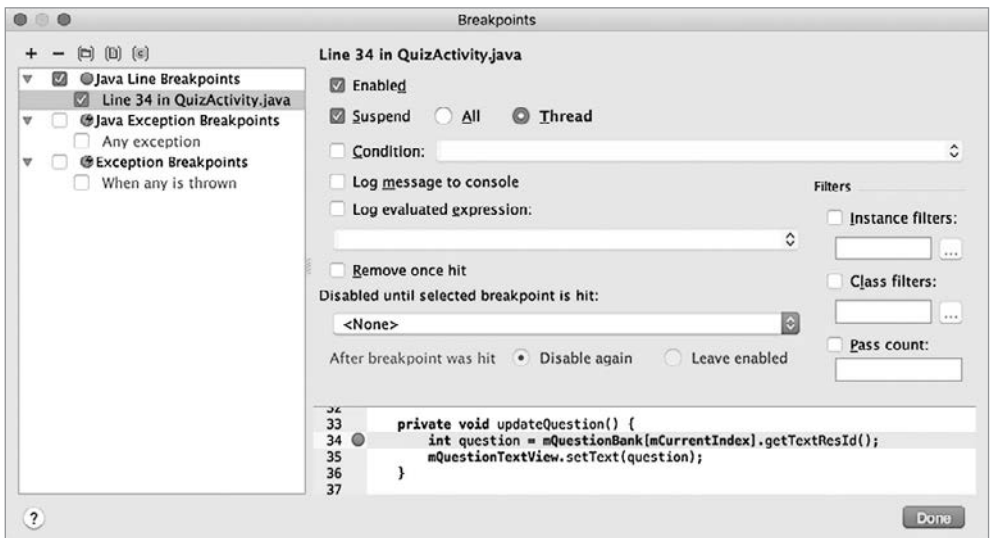 Breakpoints
Java Line Breakpoints
Line 34 in QuizActivity.java
Java Exception Breakpoints
Any exception
Exception Breakpoints
When any is thrown
Line 34 in QuizActivity.java
Enabled
Suspend All Thread
Condition:
Log message to console
Log evaluated expression:
Remove once hit
Disabled until selected breakpoint is hit:
<None>
After breakpoint was hit Disable again Leave enabled
Filters
Instance filters:
...
Class filters:
...
Pass count:
32
33 private void updateQuestion() {
34 int question = mQuestionBank[mCurrentIndex].getTextResId();
35 mQuestionTextView.setText(question);
36 }
37
?
Done